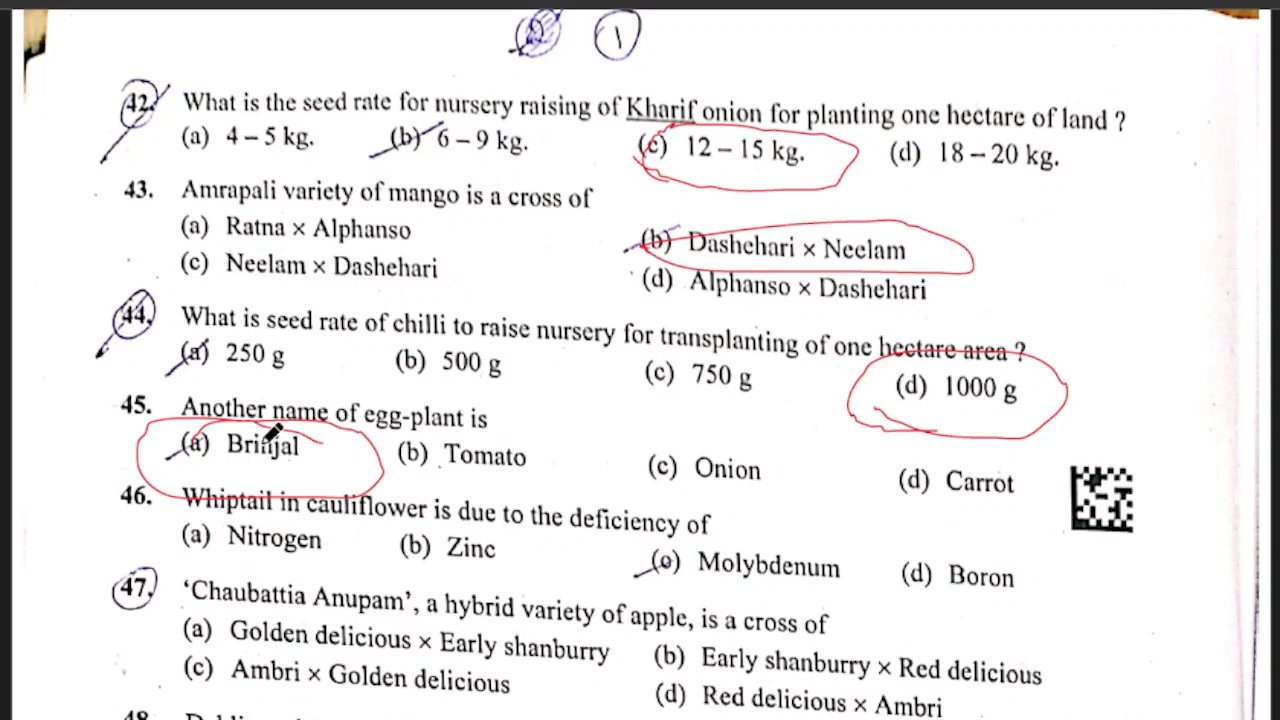 1
42. What is the seed rate for nursery raising of Kharif onion for planting one hectare of land ?
(a) 4 – 5 kg. (b) 6 – 9 kg. (c) 12 – 15 kg. (d) 18 – 20 kg.
43. Amrapali variety of mango is a cross of
(a) Ratna × Alphanso (b) Dashehari × Neelam
(c) Neelam × Dashehari (d) Alphanso × Dashehari
44. What is seed rate of chilli to raise nursery for transplanting of one hectare area ?
(a) 250 g (b) 500 g (c) 750 g (d) 1000 g
45. Another name of egg-plant is
(a) Brinjal (b) Tomato (c) Onion (d) Carrot
46. Whiptail in cauliflower is due to the deficiency of
(a) Nitrogen (b) Zinc (c) Molybdenum (d) Boron
47. ‘Chaubattia Anupam’, a hybrid variety of apple, is a cross of
(a) Golden delicious × Early shanburry (b) Early shanburry × Red delicious
(c) Ambri × Golden delicious (d) Red delicious × Ambri
48.